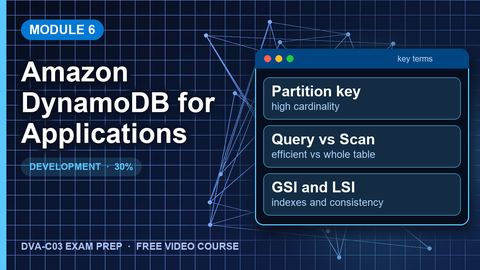 MODULE 6
Amazon
DynamoDB for
Applications
DEVELOPMENT · 30%
key terms
Partition key
high cardinality
Query vs Scan
efficient vs whole table
GSI and LSI
indexes and consistency
DVA-C03 EXAM PREP · FREE VIDEO COURSE